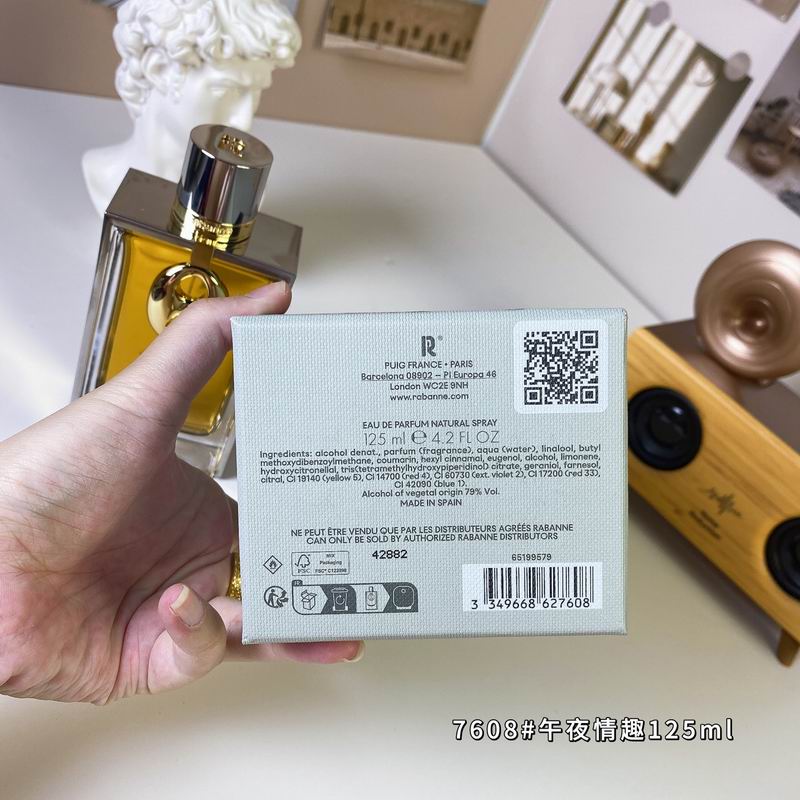 R®
PUIG FRANCE • PARIS
Barcelona 08902 – Pl Europa 46
London WC2E 9NH
www.rabanne.com
EAU DE PARFUM NATURAL SPRAY
125 ml ℮ 4.2 FL OZ
Ingredients: alcohol denat., parfum (fragrance), aqua (water), linalool, butyl
methoxydibenzoylmethane, coumarin, hexyl cinnamal, eugenol, alcohol, limonene,
hydroxycitronellal, tris(tetramethylhydroxypiperidinol) citrate, geraniol, farnesol,
citral, CI 19140 (yellow 5), CI 14700 (red 4), CI 60730 (ext. violet 2), CI 17200 (red 33),
CI 42090 (blue 1).
Alcohol of vegetal origin 79% Vol.
MADE IN SPAIN
NE PEUT ÊTRE VENDU QUE PAR LES DISTRIBUTEURS AGRÉÉS RABANNE
CAN ONLY BE SOLD BY AUTHORIZED RABANNE DISTRIBUTORS
42882
65199579
FSC
MIX
Packaging
FR
3 349668 627608
7608#午夜情趣125ml